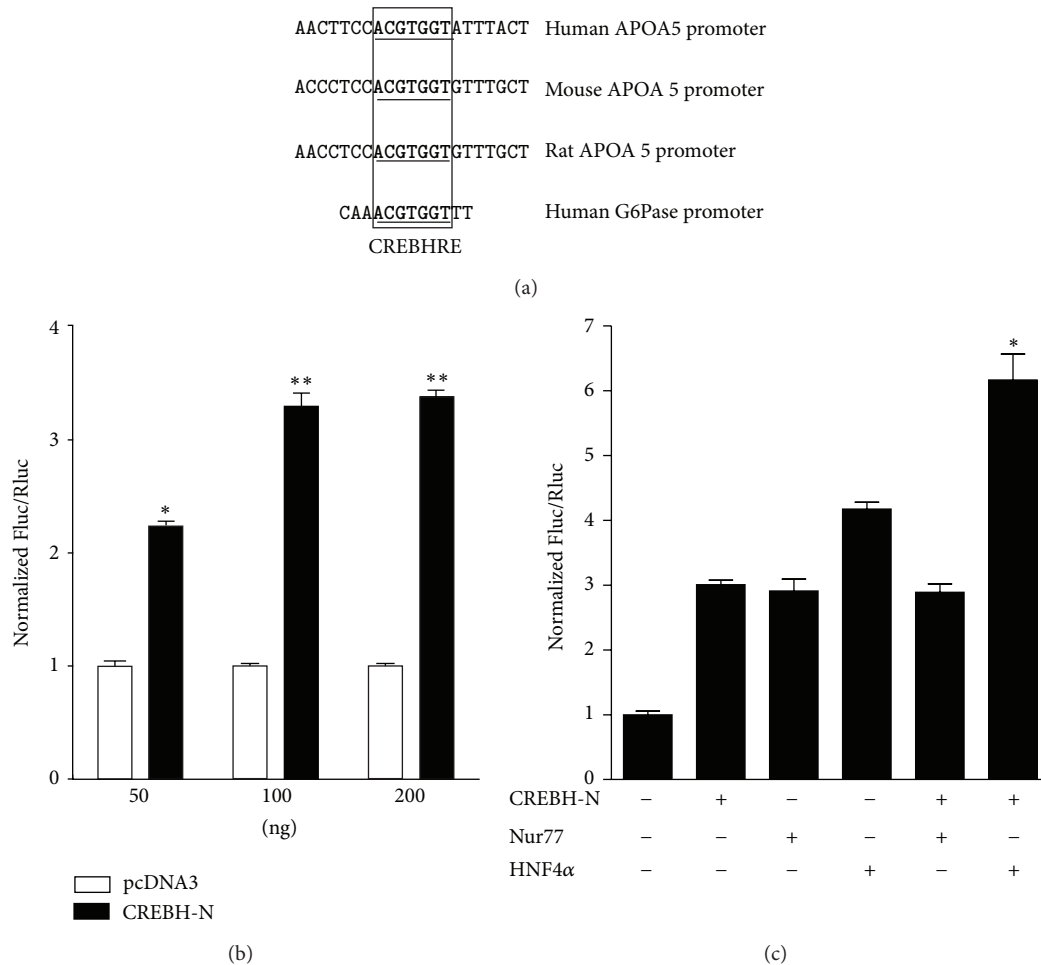 AACTTCCACGTGGTATTTACT Human APOA5 promoter
ACCCTCCACGTGGTGTTTGCT Mouse APOA 5 promoter
AACCTCCACGTGGTGTTTGCT Rat APOA 5 promoter
CAAACGTGGTTT Human G6Pase promoter
CREBHRE
(a)
Normalized Fluc/Rluc
4
3
2
1
0
*
**
**
50 100 200
(ng)
pcDNA3
CREBH-N
(b)
Normalized Fluc/Rluc
7
6
5
4
3
2
1
0
*
CREBH-N − + − − + +
Nur77 − − + − + −
HNF4α − − − + − +
(c)